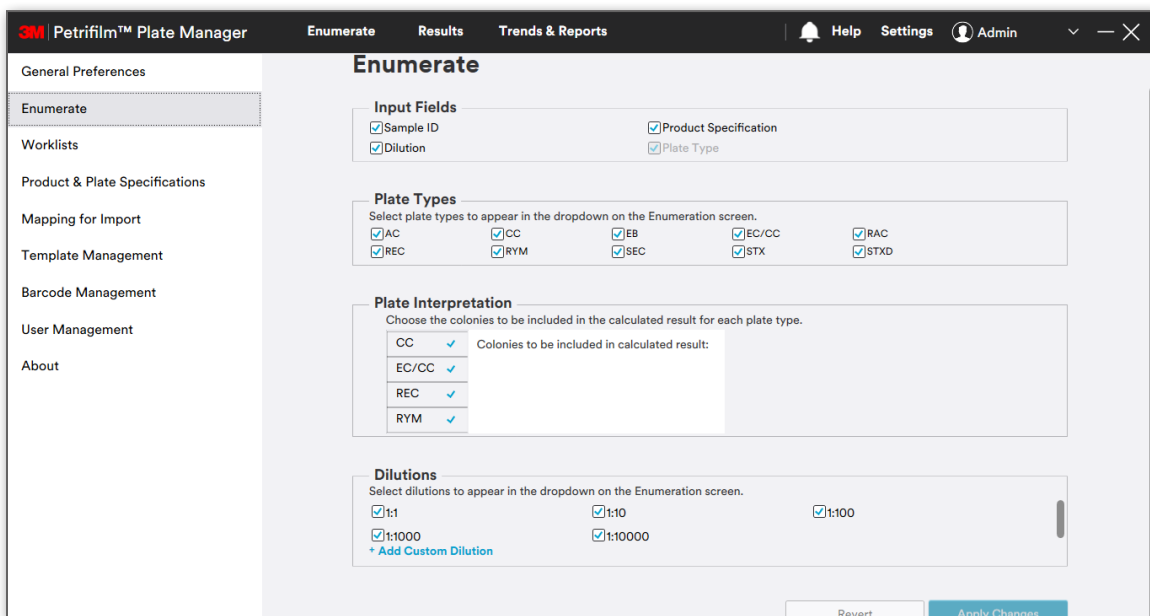 3M Petrifilm™ Plate Manager Enumerate Results Trends & Reports Help Settings Admin
General Preferences
Enumerate
Worklists
Product & Plate Specifications
Mapping for Import
Template Management
Barcode Management
User Management
About
Enumerate
Input Fields
Sample ID Product Specification
Dilution Plate Type
Plate Types
Select plate types to appear in the dropdown on the Enumeration screen.
AC CC EB EC/CC RAC
REC RYM SEC STX STXD
Plate Interpretation
Choose the colonies to be included in the calculated result for each plate type.
CC Colonies to be included in calculated result:
EC/CC
REC
RYM
Dilutions
Select dilutions to appear in the dropdown on the Enumeration screen.
1:1 1:10 1:100
1:1000 1:10000
+ Add Custom Dilution
Revert Apply Changes